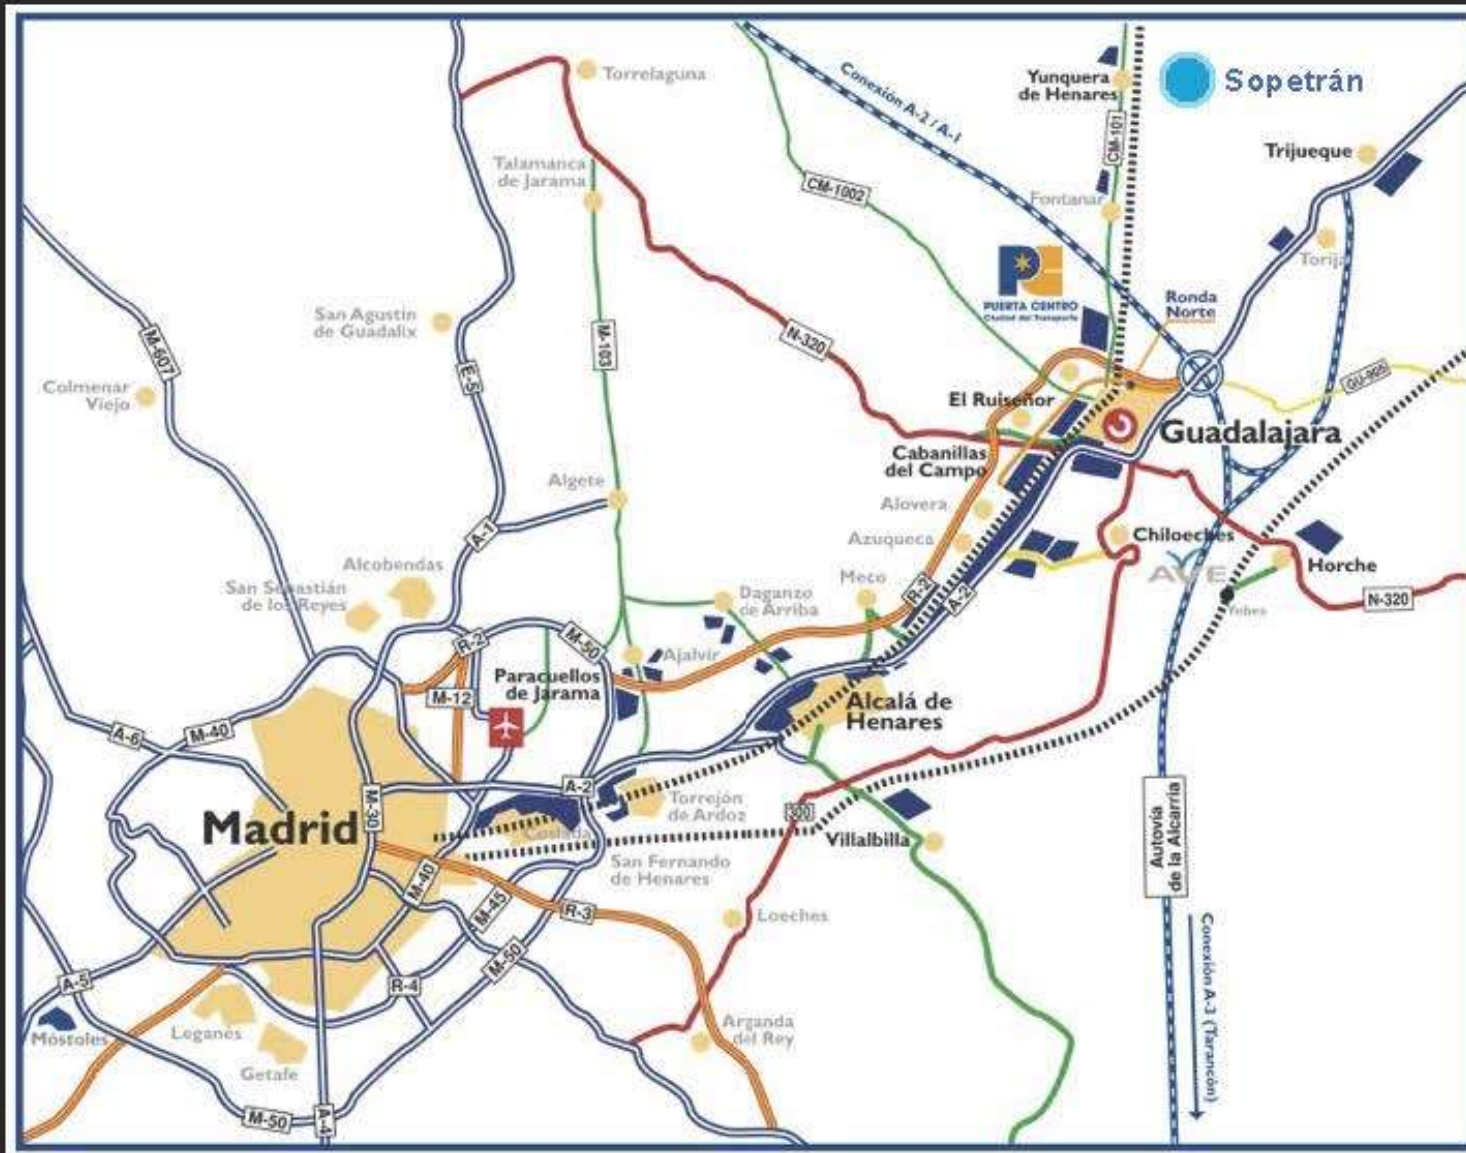 Torrelaguna
Conexión A-2 / A-1
Yunquera
de Henares
Sopetrán
CM-101
Trijueque
Talamanca
de Jarama
CM-1002
Fontanar
Torija
PUERTA CENTRO
Ciudad del Transporte
Ronda
Norte
San Agustín
de Guadalix
M-607
M-103
N-320
E-5
Colmenar
Viejo
GU-905
El Ruiseñor
Guadalajara
Cabanillas
del Campo
Algete
Alovera
A-1
Azuqueca
Chiloeches
AVE
Horche
Alcobendas
San Sebastián
de los Reyes
Meco
Daganzo
de Arriba
R-2
A-2
N-320
Yebes
R-2
M-50
Ajalvir
Paracuellos
de Jarama
M-12
Alcalá de
Henares
A-6
M-40
A-2
Madrid
M-30
Torrejón
de Ardoz
Coslada
300
Villalbilla
Autovía
de la Alcarria
San Fernando
de Henares
M-40
M-45
R-3
Loeches
M-50
A-5
R-4
Conexión A-3 (Tarancón)
Móstoles
Leganés
Arganda
del Rey
Getafe
M-50
A-4